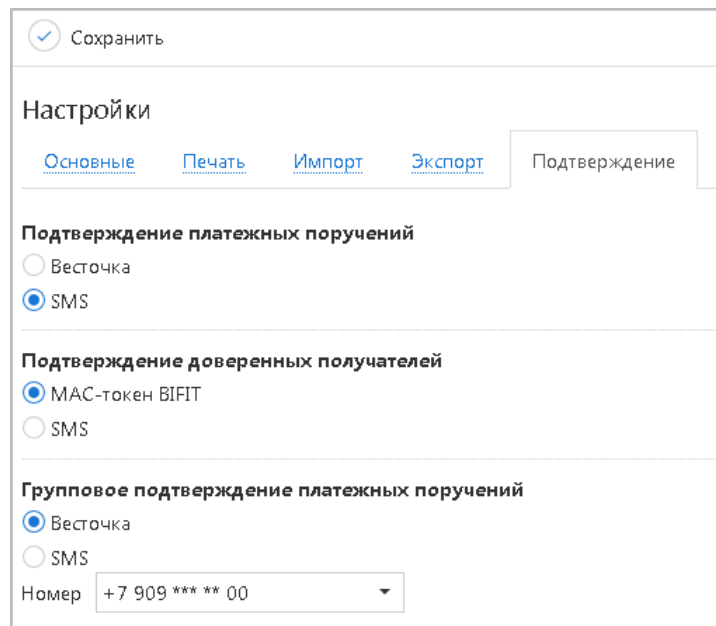 Сохранить
Настройки
Основные Печать Импорт Экспорт Подтверждение
Подтверждение платежных поручений
Весточка
SMS
Подтверждение доверенных получателей
МАС-токен BIFIT
SMS
Групповое подтверждение платежных поручений
Весточка
SMS
Номер +7 909 *** ** 00